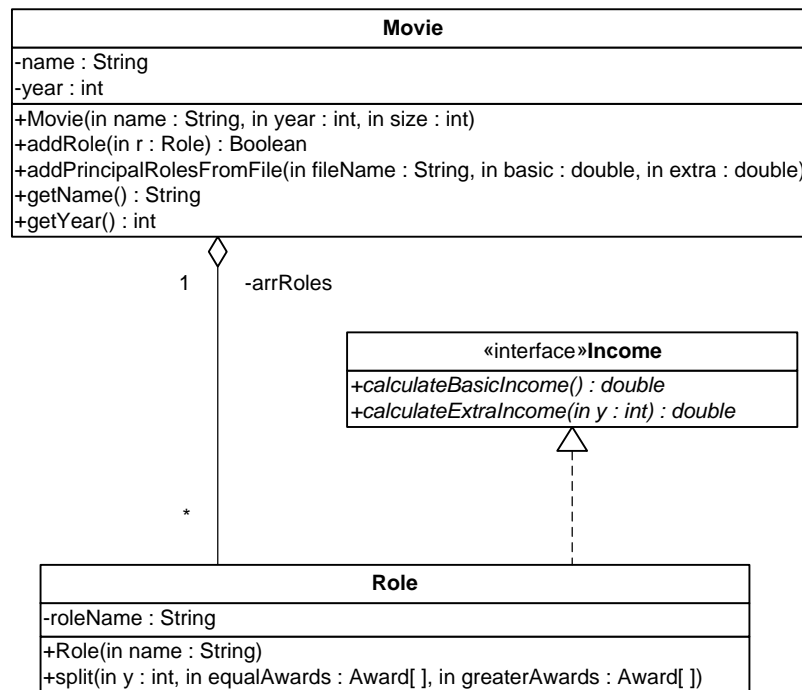 Movie
-name : String
-year : int
+Movie(in name : String, in year : int, in size : int)
+addRole(in r : Role) : Boolean
+addPrincipalRolesFromFile(in fileName : String, in basic : double, in extra : double)
+getName() : String
+getYear() : int
1 -arrRoles
«interface»Income
+calculateBasicIncome() : double
+calculateExtraIncome(in y : int) : double
*
Role
-roleName : String
+Role(in name : String)
+split(in y : int, in equalAwards : Award[ ], in greaterAwards : Award[ ])